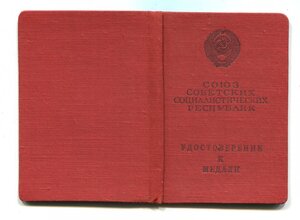 СОЮЗ
СОВЕТСКИХ
СОЦИАЛИСТИЧЕСКИХ
РЕСПУБЛИК
УДОСТОВЕРЕНИЕ
К
МЕДАЛИ